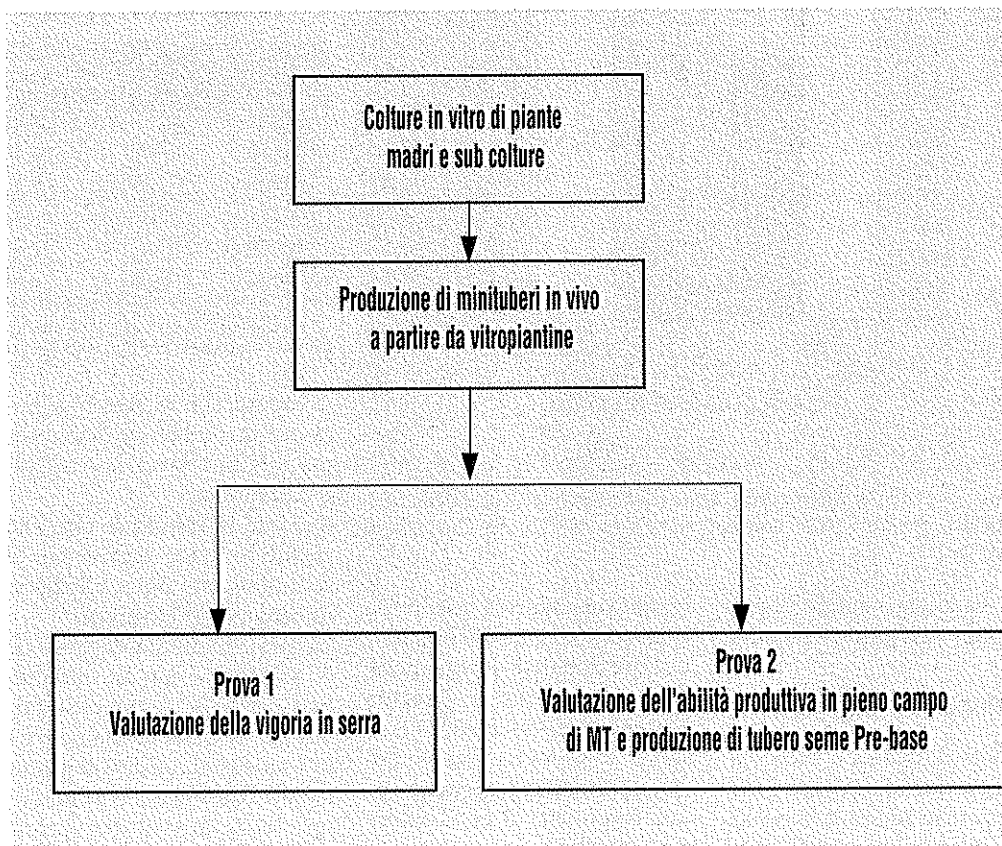 Colture in vitro di piante
madri e sub colture
Produzione di minituberi in vivo
a partire da vitropiantine
Prova 1
Valutazione della vigoria in serra
Prova 2
Valutazione dell'abilità produttiva in pieno campo
di MT e produzione di tubero seme Pre-base